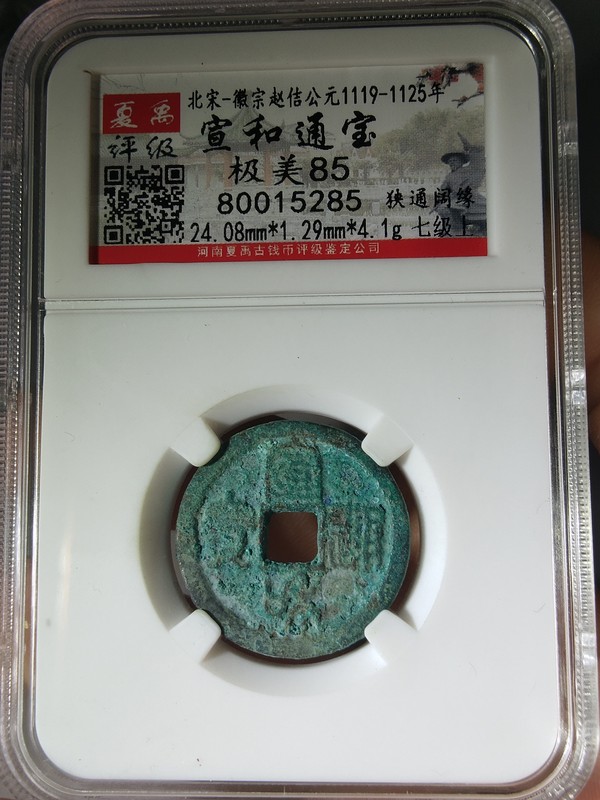 北宋-徽宗赵佶公元1119-1125年
夏禹
评级
宣和通宝
极美85
80015285 狭通阔缘
24.08mm*1.29mm*4.1g 七级上
河南夏禹古钱币评级鉴定公司